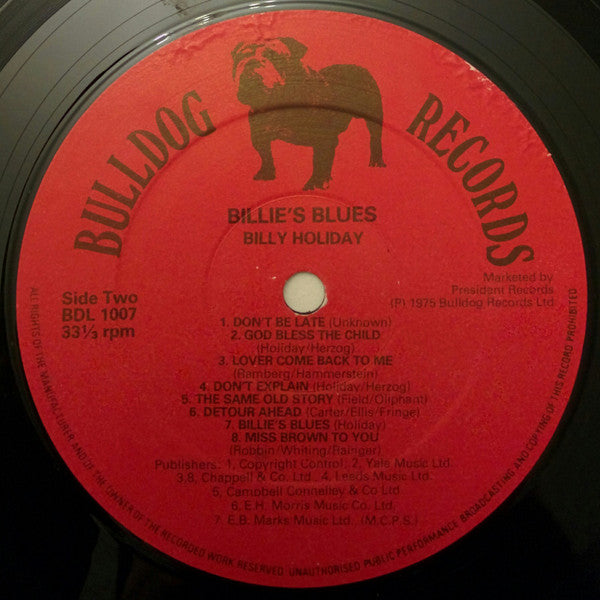 BULLDOG RECORDS
BILLIE'S BLUES
BILLY HOLIDAY
Marketed by
President Records
(P) 1975 Bulldog Records Ltd.
Side Two
BDL 1007
33⅓ rpm
1. DON'T BE LATE (Unknown)
2. GOD BLESS THE CHILD
(Holiday/Herzog)
3. LOVER COME BACK TO ME
(Ramberg/Hammerstein)
4. DON'T EXPLAIN (Holiday/Herzog)
5. THE SAME OLD STORY (Field/Oliphant)
6. DETOUR AHEAD (Carter/Ellis/Fringe)
7. BILLIE'S BLUES (Holiday)
8. MISS BROWN TO YOU
(Robbin/Whiting/Rainger)
Publishers: 1, Copyright Control; 2, Yale Music Ltd.
3,8, Chappell & Co. Ltd. 4, Leeds Music Ltd.
5, Campbell Connelley & Co Ltd
6, E.H. Morris Music Co. Ltd.
7, E.B. Marks Music Ltd. (M.C.P.S.)
ALL RIGHTS OF THE MANUFACTURER AND OF THE OWNER OF THE RECORDED WORK RESERVED. UNAUTHORISED PUBLIC PERFORMANCE BROADCASTING AND COPYING OF THIS RECORD PROHIBITED